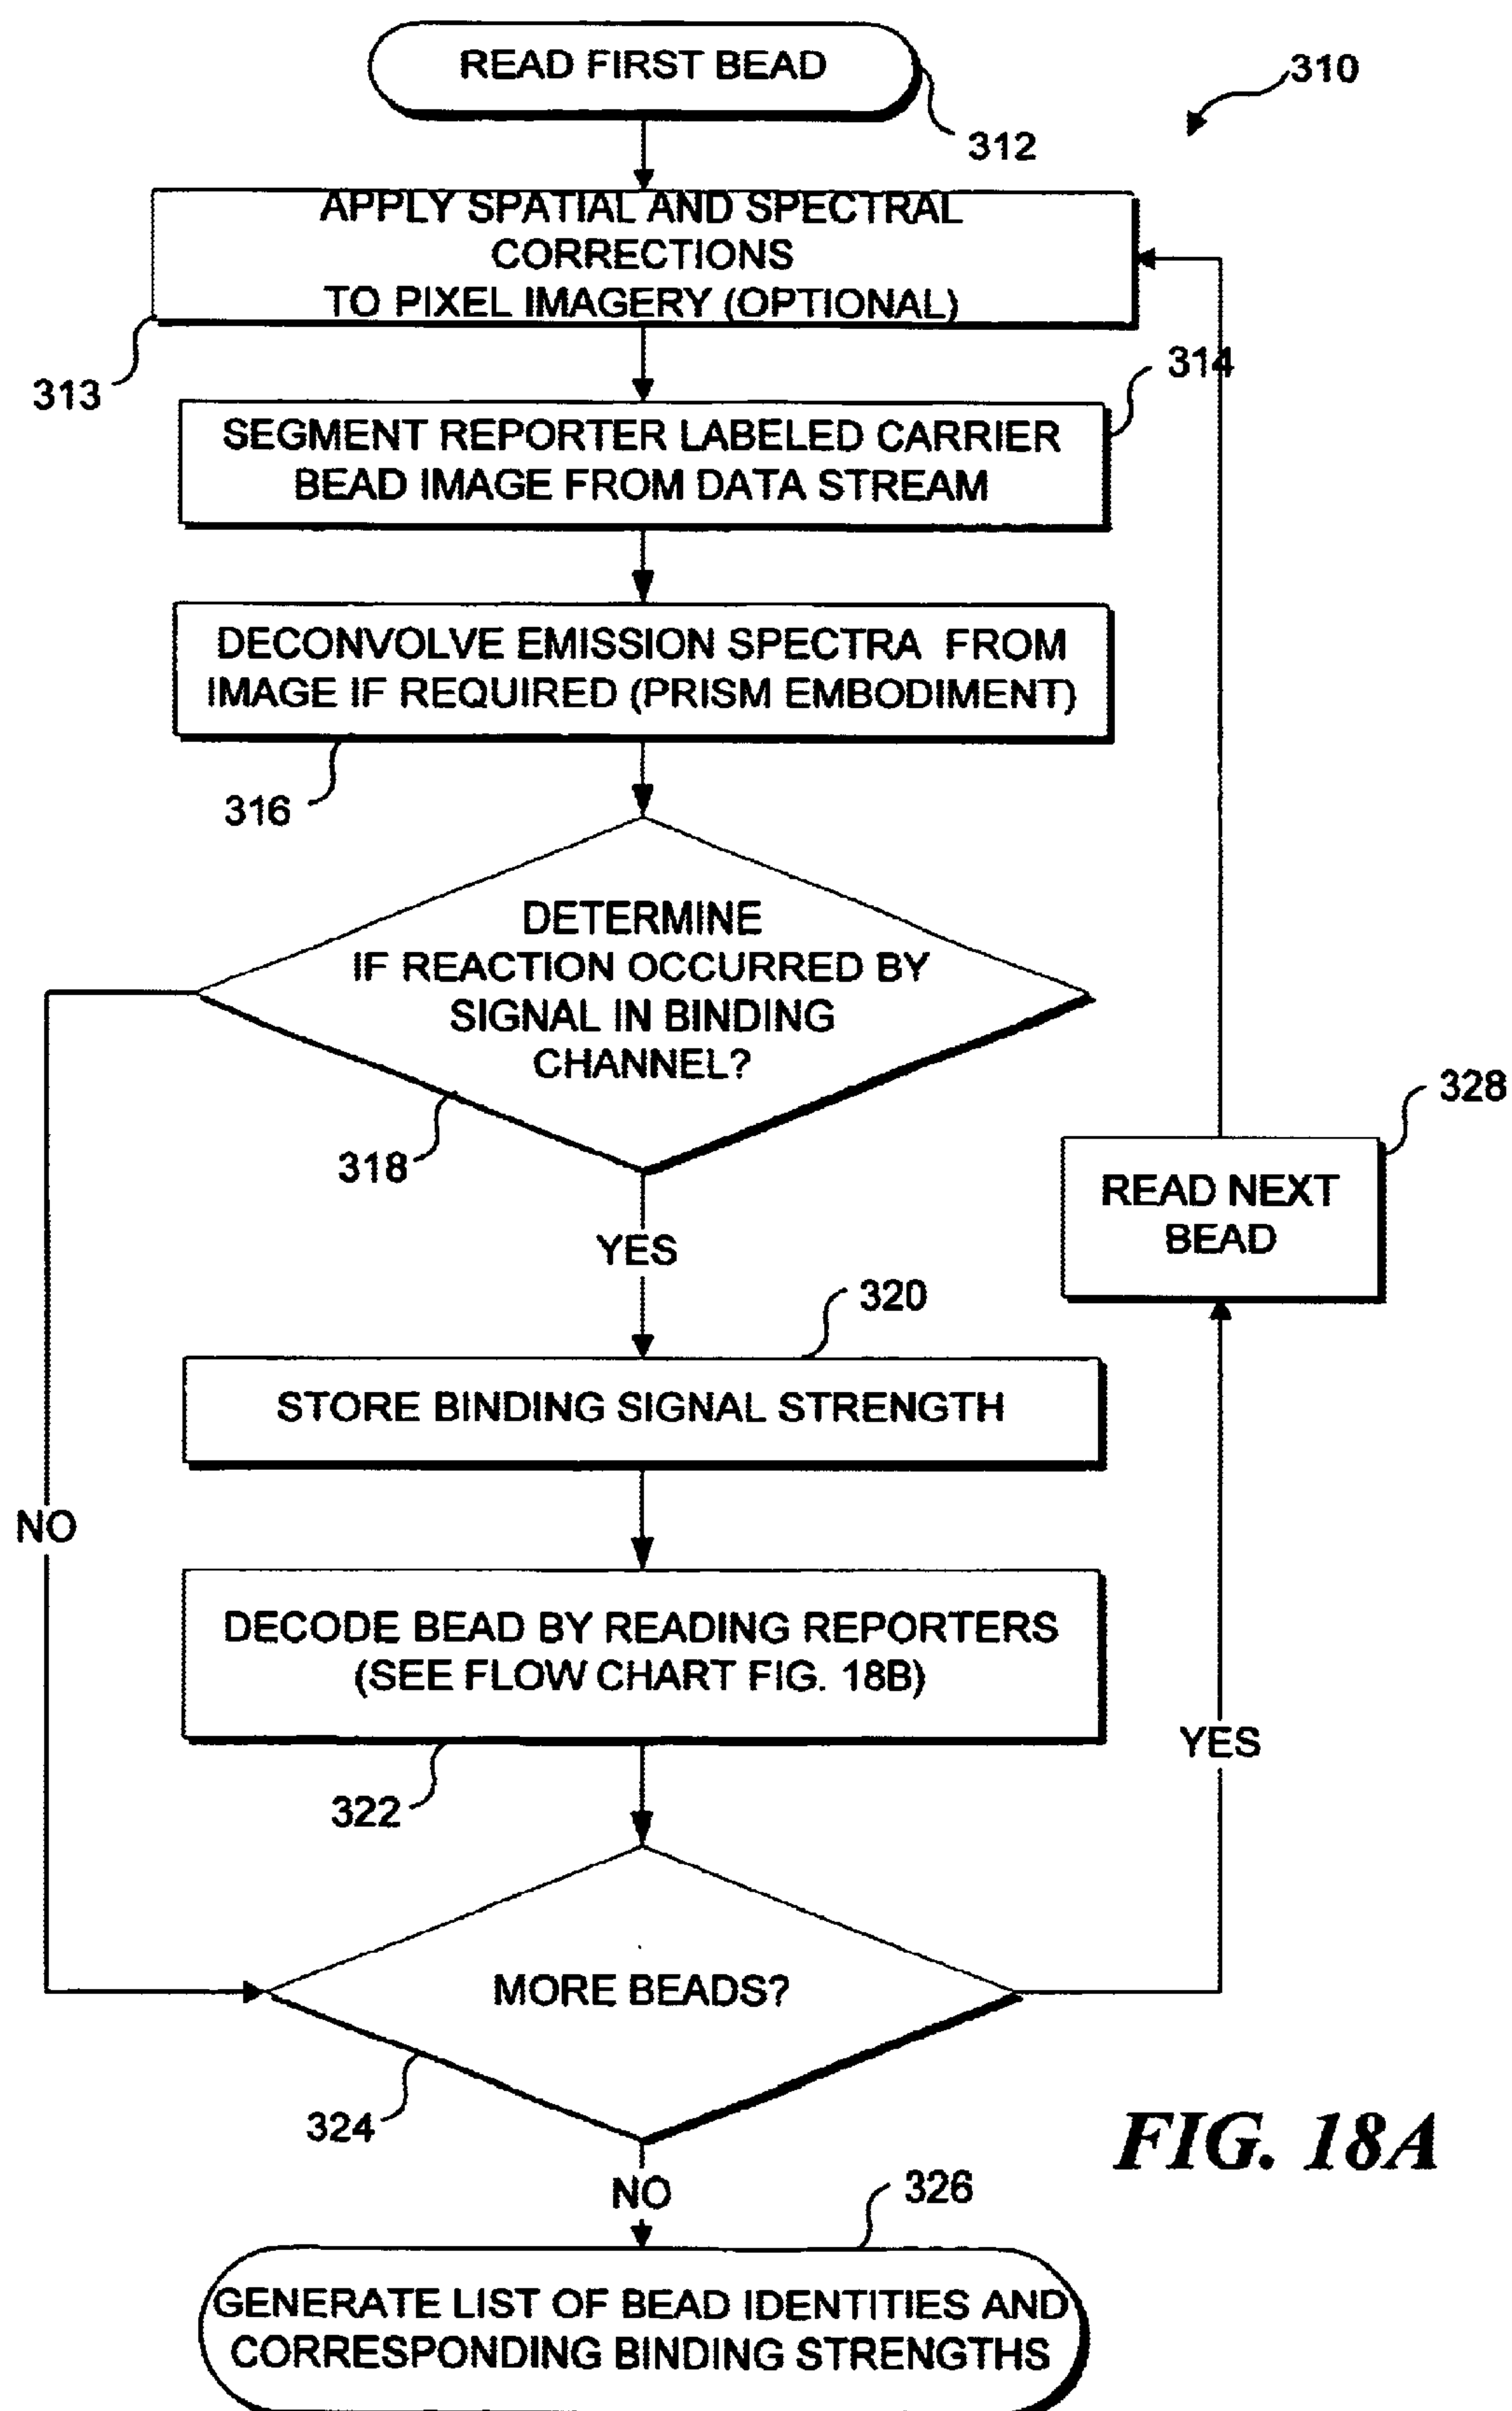 READ FIRST BEAD
310
312
APPLY SPATIAL AND SPECTRAL
CORRECTIONS
TO PIXEL IMAGERY (OPTIONAL)
313
314
SEGMENT REPORTER LABELED CARRIER
BEAD IMAGE FROM DATA STREAM
DECONVOLVE EMISSION SPECTRA FROM
IMAGE IF REQUIRED (PRISM EMBODIMENT)
316
DETERMINE
IF REACTION OCCURRED BY
SIGNAL IN BINDING
CHANNEL?
318
328
READ NEXT
BEAD
YES
320
STORE BINDING SIGNAL STRENGTH
NO
DECODE BEAD BY READING REPORTERS
(SEE FLOW CHART FIG. 18B)
YES
322
MORE BEADS?
324
FIG. 18A
NO
326
GENERATE LIST OF BEAD IDENTITIES AND
CORRESPONDING BINDING STRENGTHS